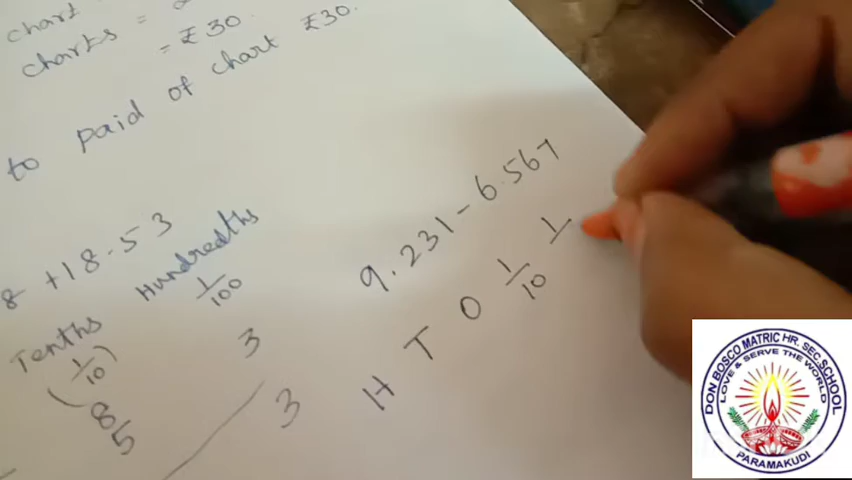 chart
charts =
= ₹30.
to paid of chart ₹30.
8 + 18.53
Tenths Hundredths
(1/10) 1/100
8 3
5 3
9.231 - 6.567
H T O 1/10 1/
DON BOSCO MATRIC HR. SEC. SCHOOL
LOVE & SERVE THE WORLD
PARAMAKUDI